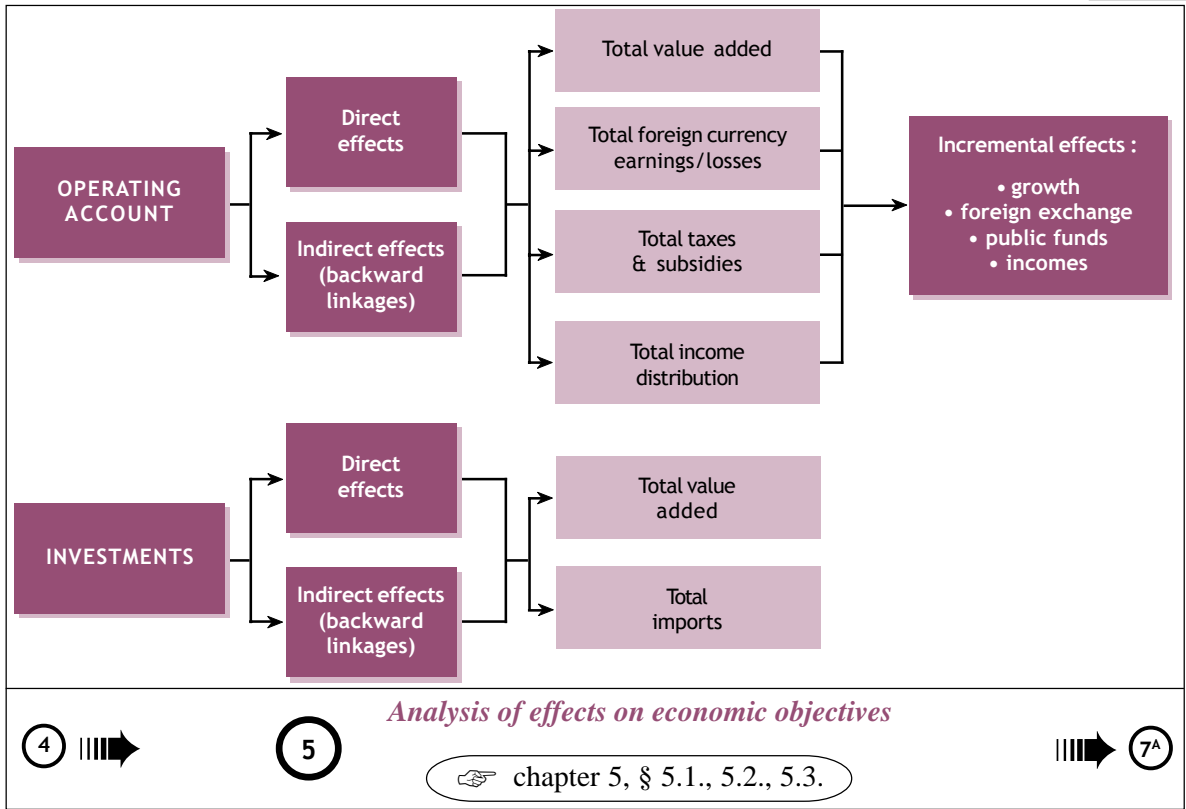 OPERATING
ACCOUNT
Direct
effects
Indirect effects
(backward
linkages)
Total value added
Total foreign currency
earnings/losses
Total taxes
& subsidies
Total income
distribution
Incremental effects :
• growth
• foreign exchange
• public funds
• incomes
INVESTMENTS
Direct
effects
Indirect effects
(backward
linkages)
Total value
added
Total
imports
4
5
Analysis of effects on economic objectives
☞ chapter 5, § 5.1., 5.2., 5.3.
7A